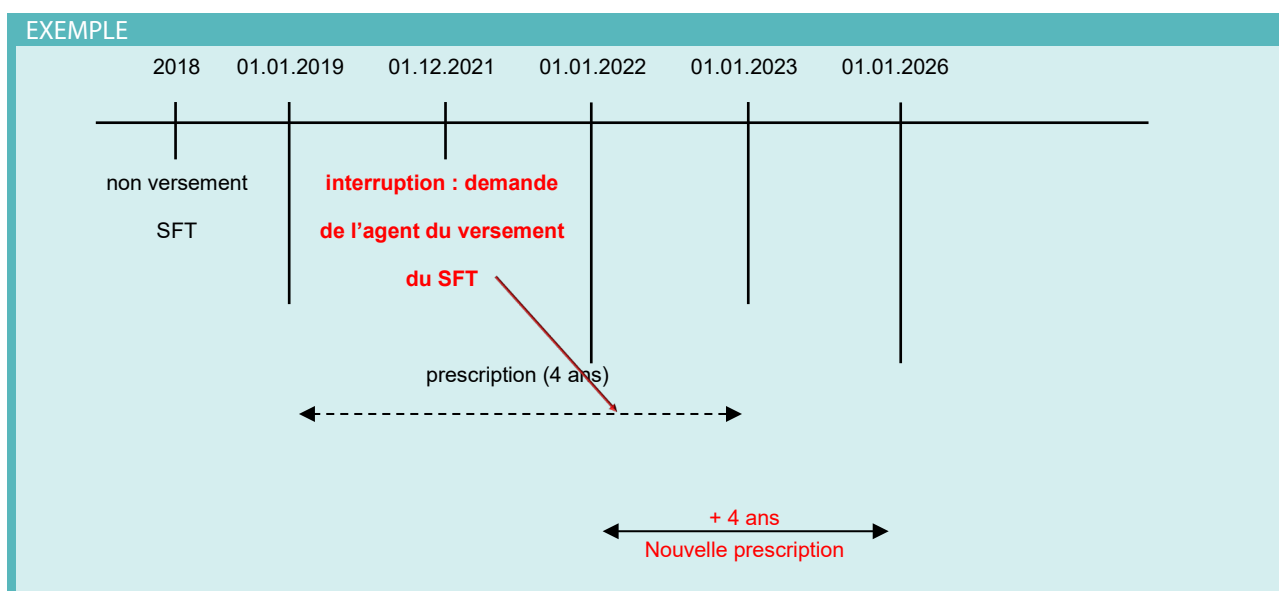 EXEMPLE
2018 01.01.2019 01.12.2021 01.01.2022 01.01.2023 01.01.2026
non versement
SFT
interruption : demande
de l’agent du versement
du SFT
prescription (4 ans)
+ 4 ans
Nouvelle prescription